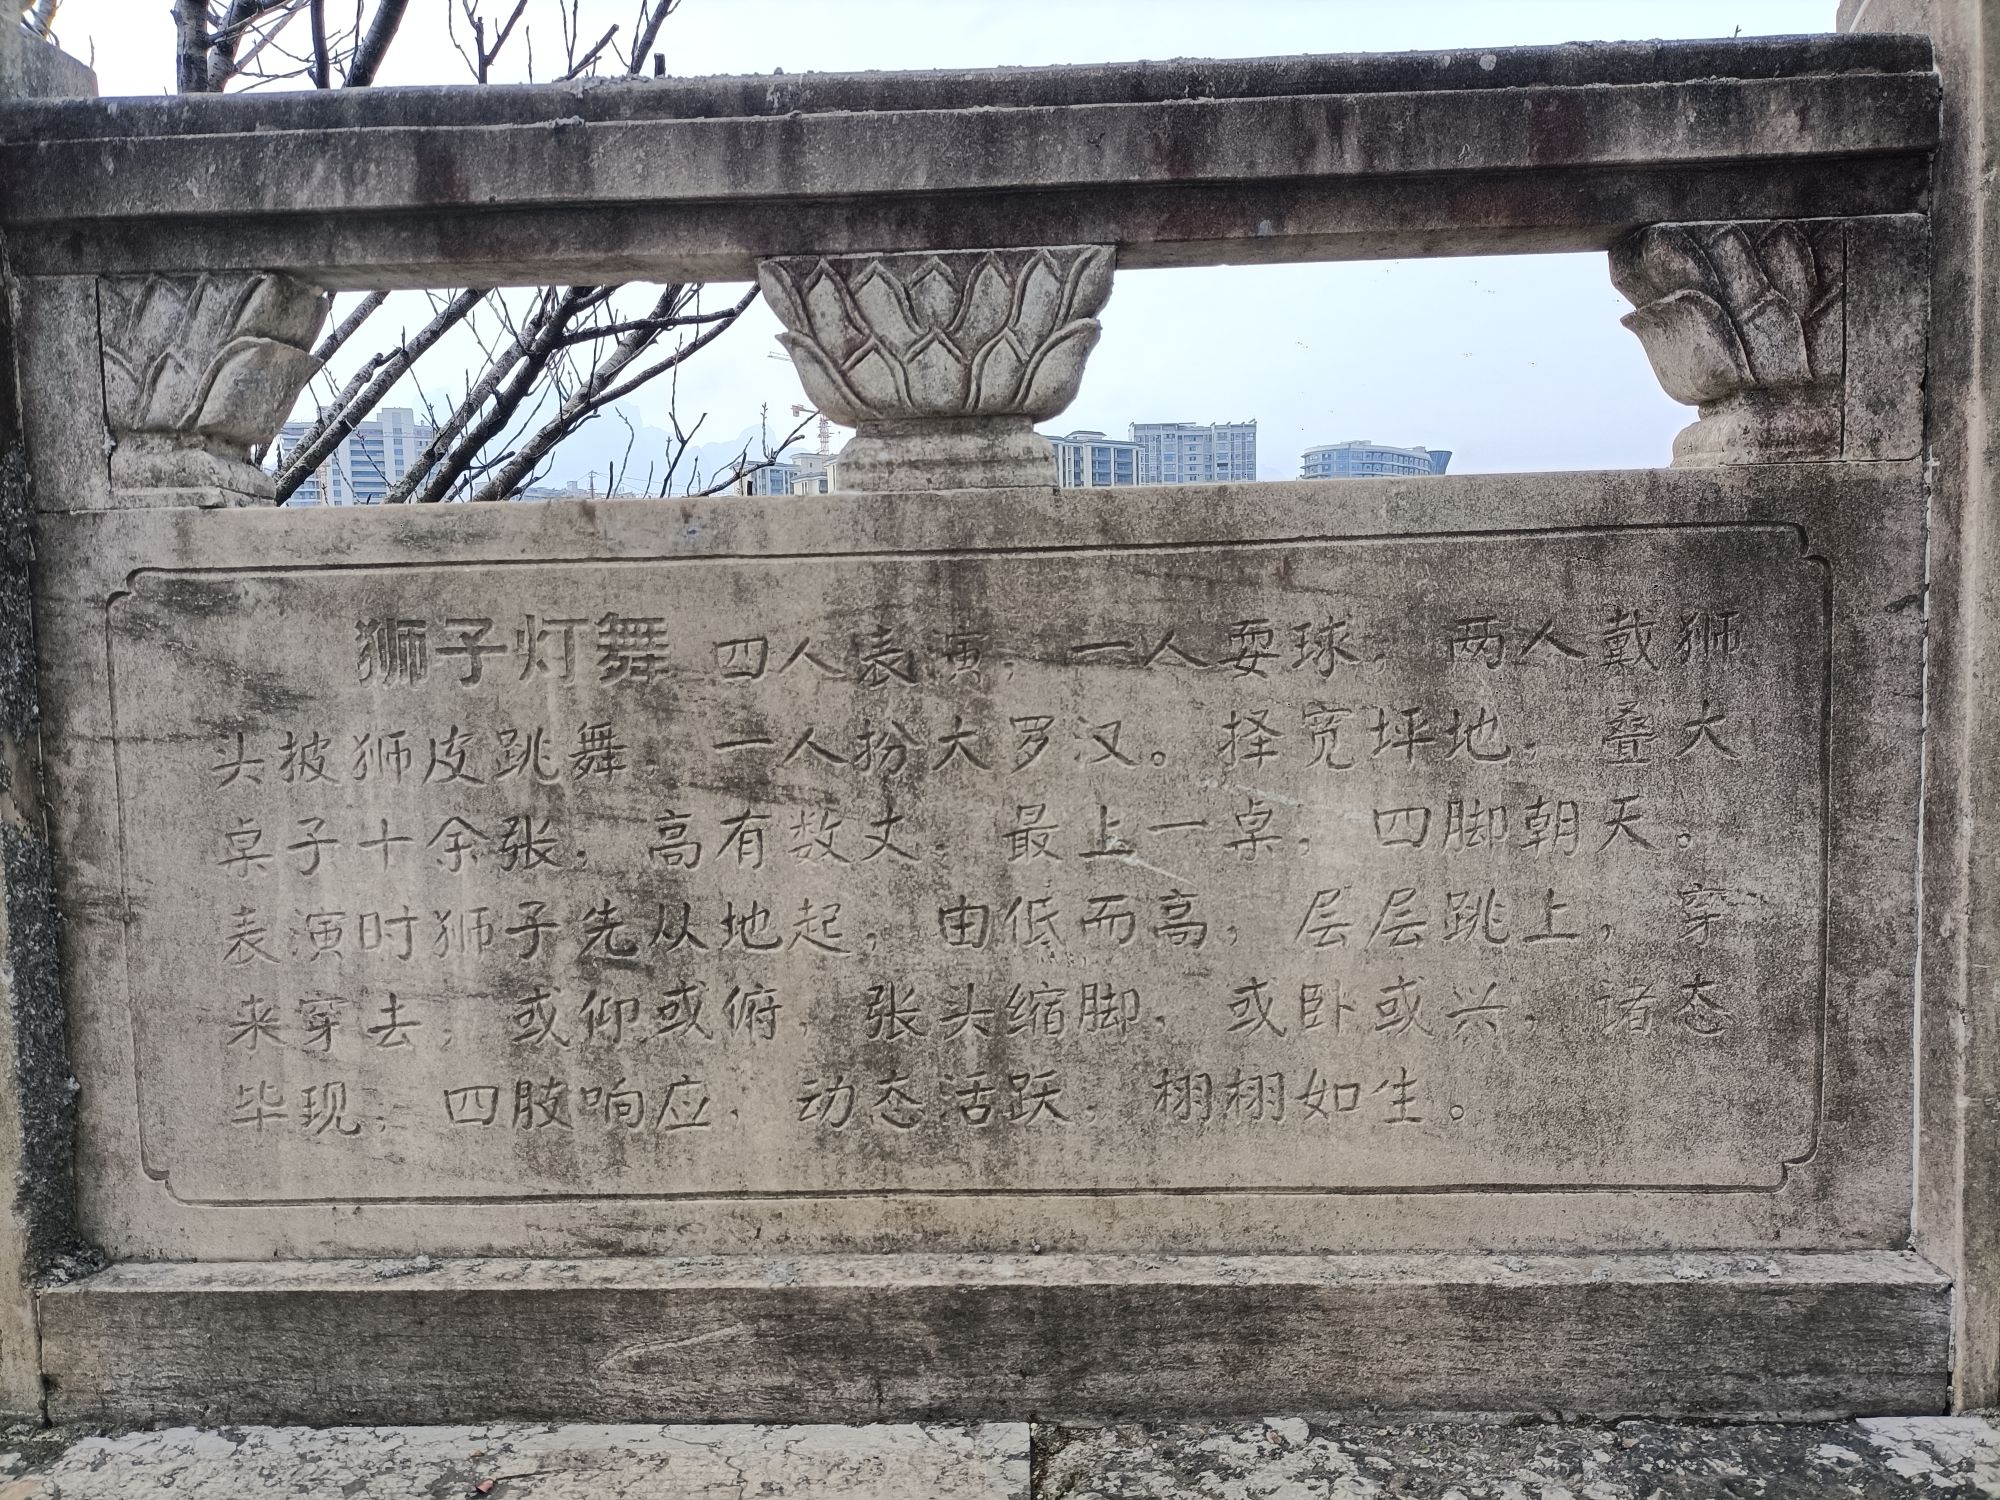 狮子灯舞 四人表演，一人耍球，两人戴狮
头披狮皮跳舞，一人扮大罗汉。择宽坪地，叠大
桌子十余张，高有数丈，最上一桌，四脚朝天。
表演时狮子先从地起，由低而高，层层跳上，穿
来穿去，或仰或俯，张头缩脚，或卧或兴，诸态
毕现，四肢响应，动态活跃，栩栩如生。